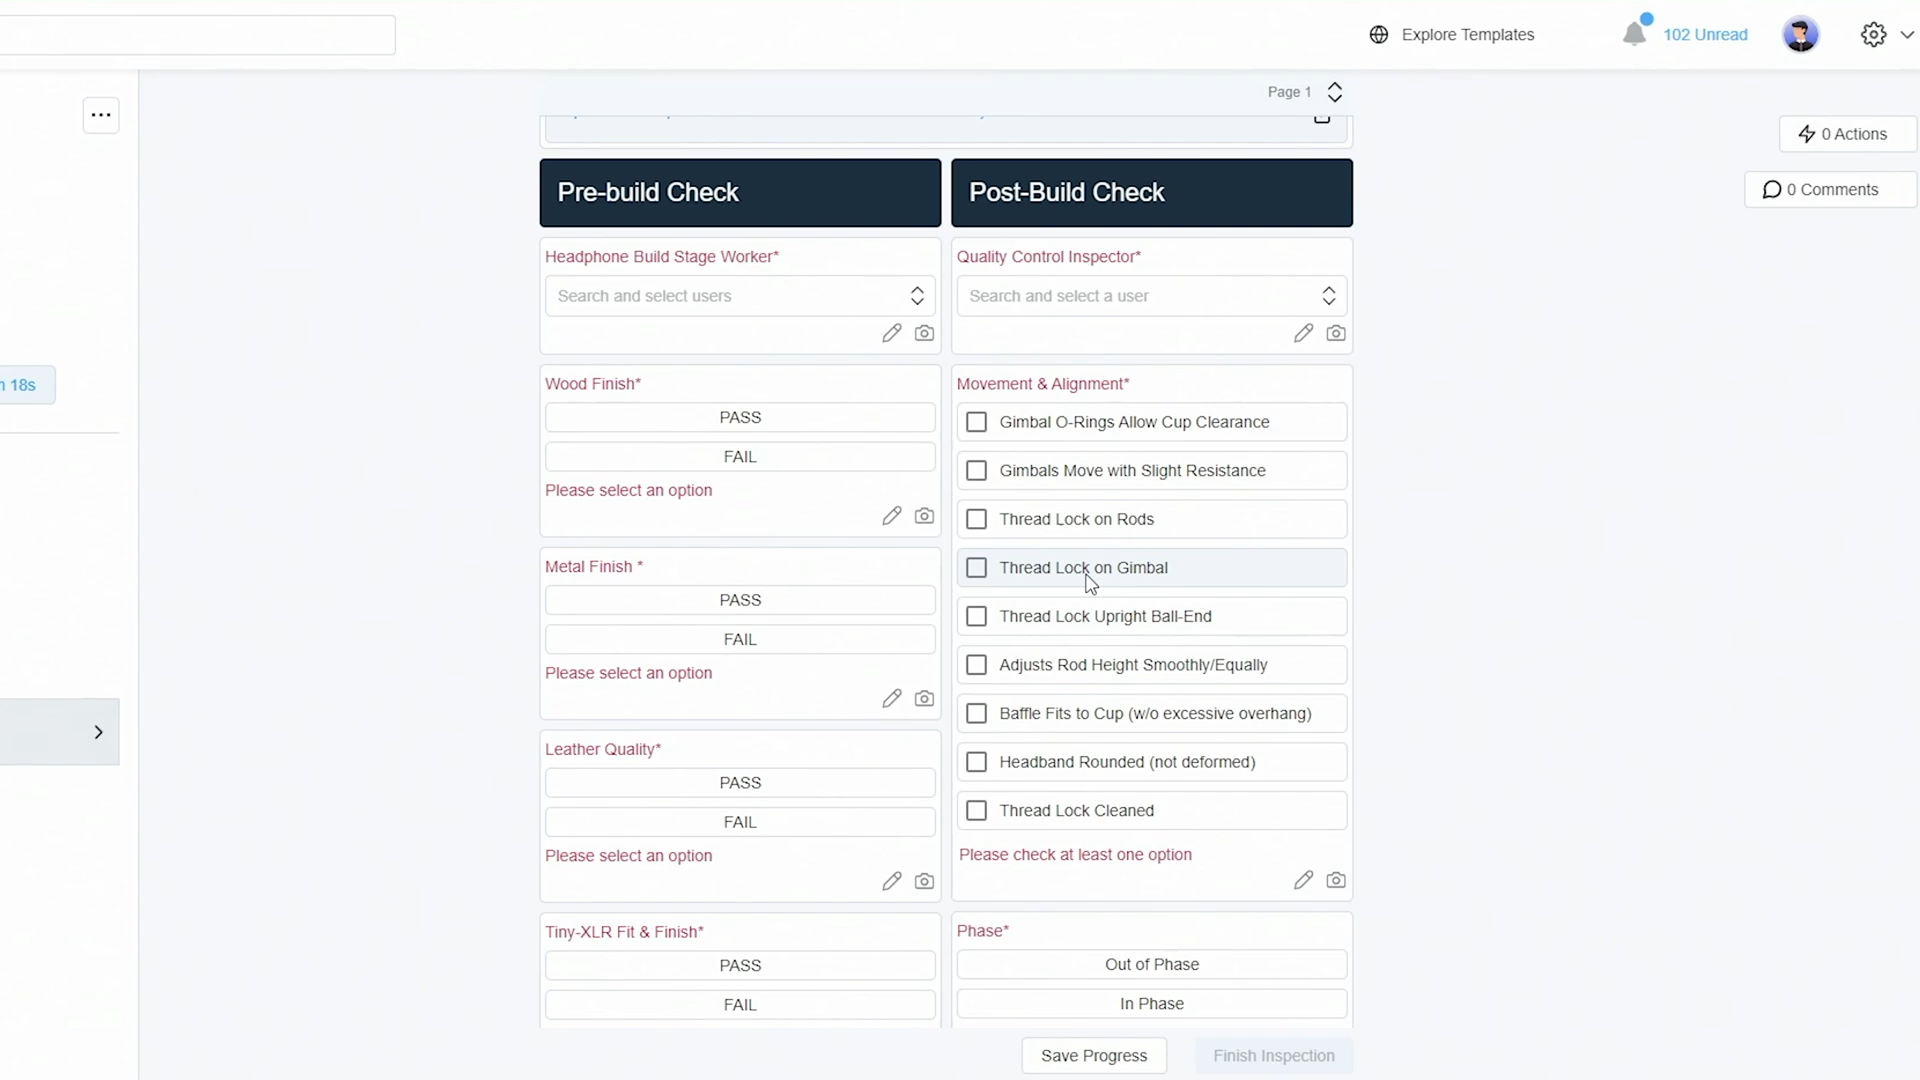 Explore Templates
102 Unread
Page 1
0 Actions
0 Comments
18s
Pre-build Check
Headphone Build Stage Worker*
Search and select users
Wood Finish*
PASS
FAIL
Please select an option
Metal Finish *
PASS
FAIL
Please select an option
Leather Quality*
PASS
FAIL
Please select an option
Tiny-XLR Fit & Finish*
PASS
FAIL
Post-Build Check
Quality Control Inspector*
Search and select a user
Movement & Alignment*
Gimbal O-Rings Allow Cup Clearance
Gimbals Move with Slight Resistance
Thread Lock on Rods
Thread Lock on Gimbal
Thread Lock Upright Ball-End
Adjusts Rod Height Smoothly/Equally
Baffle Fits to Cup (w/o excessive overhang)
Headband Rounded (not deformed)
Thread Lock Cleaned
Please check at least one option
Phase*
Out of Phase
In Phase
Save Progress
Finish Inspection